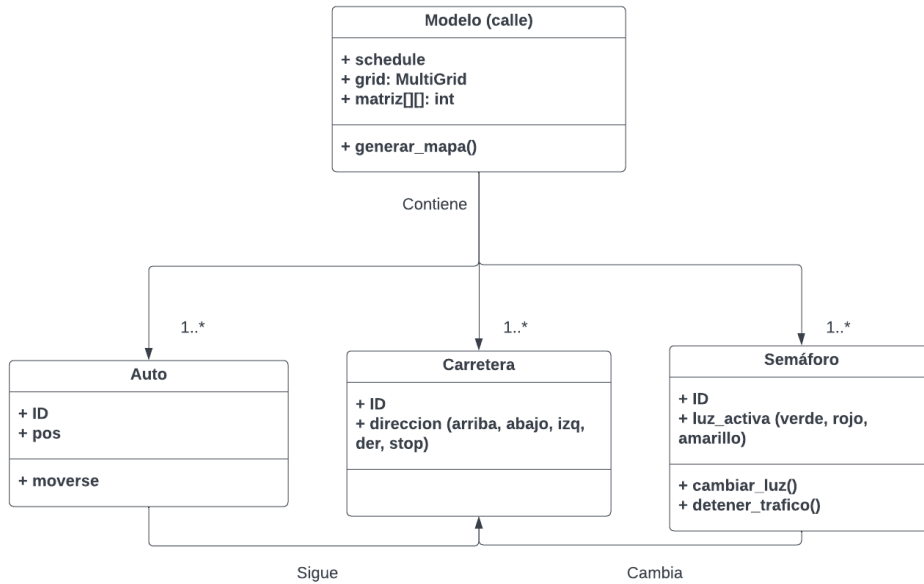 Modelo (calle)
+ schedule
+ grid: MultiGrid
+ matriz[][]: int
+ generar_mapa()
Contiene
1..*
1..*
1..*
Auto
+ ID
+ pos
+ moverse
Carretera
+ ID
+ direccion (arriba, abajo, izq,
der, stop)
Semáforo
+ ID
+ luz_activa (verde, rojo,
amarillo)
+ cambiar_luz()
+ detener_trafico()
Sigue
Cambia